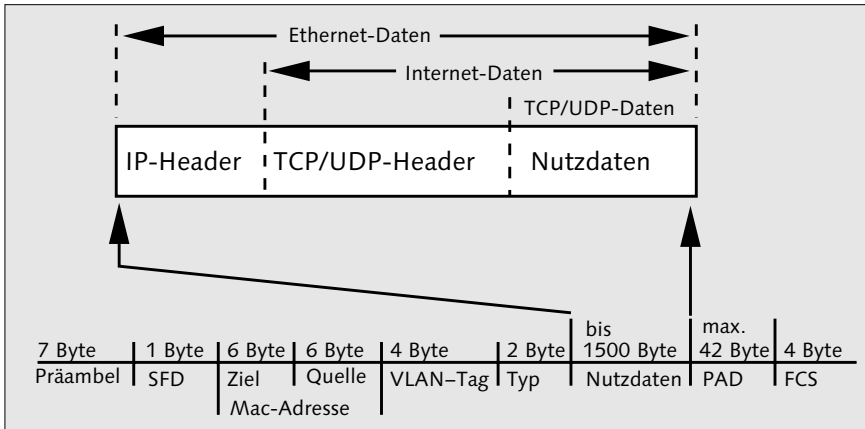 Ethernet-Daten
Internet-Daten
TCP/UDP-Daten
IP-Header TCP/UDP-Header Nutzdaten
bis max.
7 Byte 1 Byte 6 Byte 6 Byte 4 Byte 2 Byte 1500 Byte 42 Byte 4 Byte
Präambel SFD Ziel Quelle VLAN–Tag Typ Nutzdaten PAD FCS
Mac-Adresse